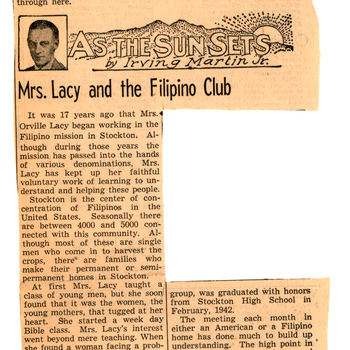 through here.
AS THE SUN SETS
by Irving Martin Jr.
Mrs. Lacy and the Filipino Club
It was 17 years ago that Mrs.
Orville Lacy began working in the
Filipino mission in Stockton. Al-
though during those years the
mission has passed into the hands
of various denominations, Mrs.
Lacy has kept up her faithful
voluntary work of learning to un-
derstand and helping these people.
Stockton is the center of con-
centration of Filipinos in the
United States. Seasonally there
are between 4000 and 5000 con-
nected with this community. Al-
though most of these are single
men who come in to harvest the
crops, there are families who
make their permanent or semi-
permanent homes in Stockton.
At first Mrs. Lacy taught a
class of young men, but she soon
found that it was the women, the
young mothers, that tugged at her
heart. She started a week day
Bible class. Mrs. Lacy's interest
went beyond mere teaching. When
she found a woman facing a prob-
group, was graduated with honors
from Stockton High School in
February, 1942.
The meeting each month in
either an American or a Filipino
home has done much to build up
understanding. The high point in